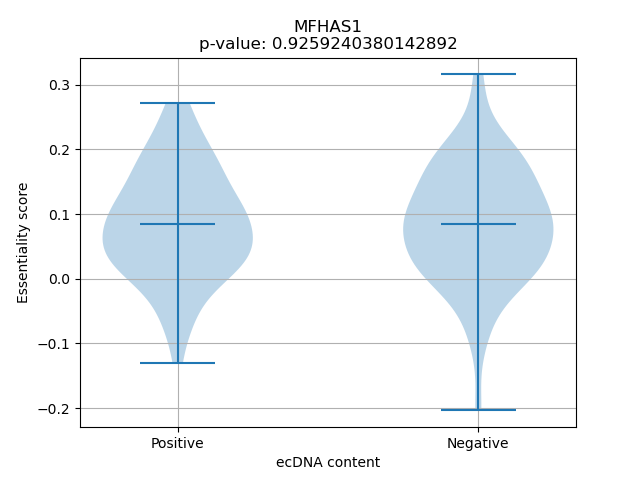 MFHAS1
p-value: 0.9259240380142892
0.3
0.2
0.1
0.0
−0.1
−0.2
Essentiality score
Positive
Negative
ecDNA content